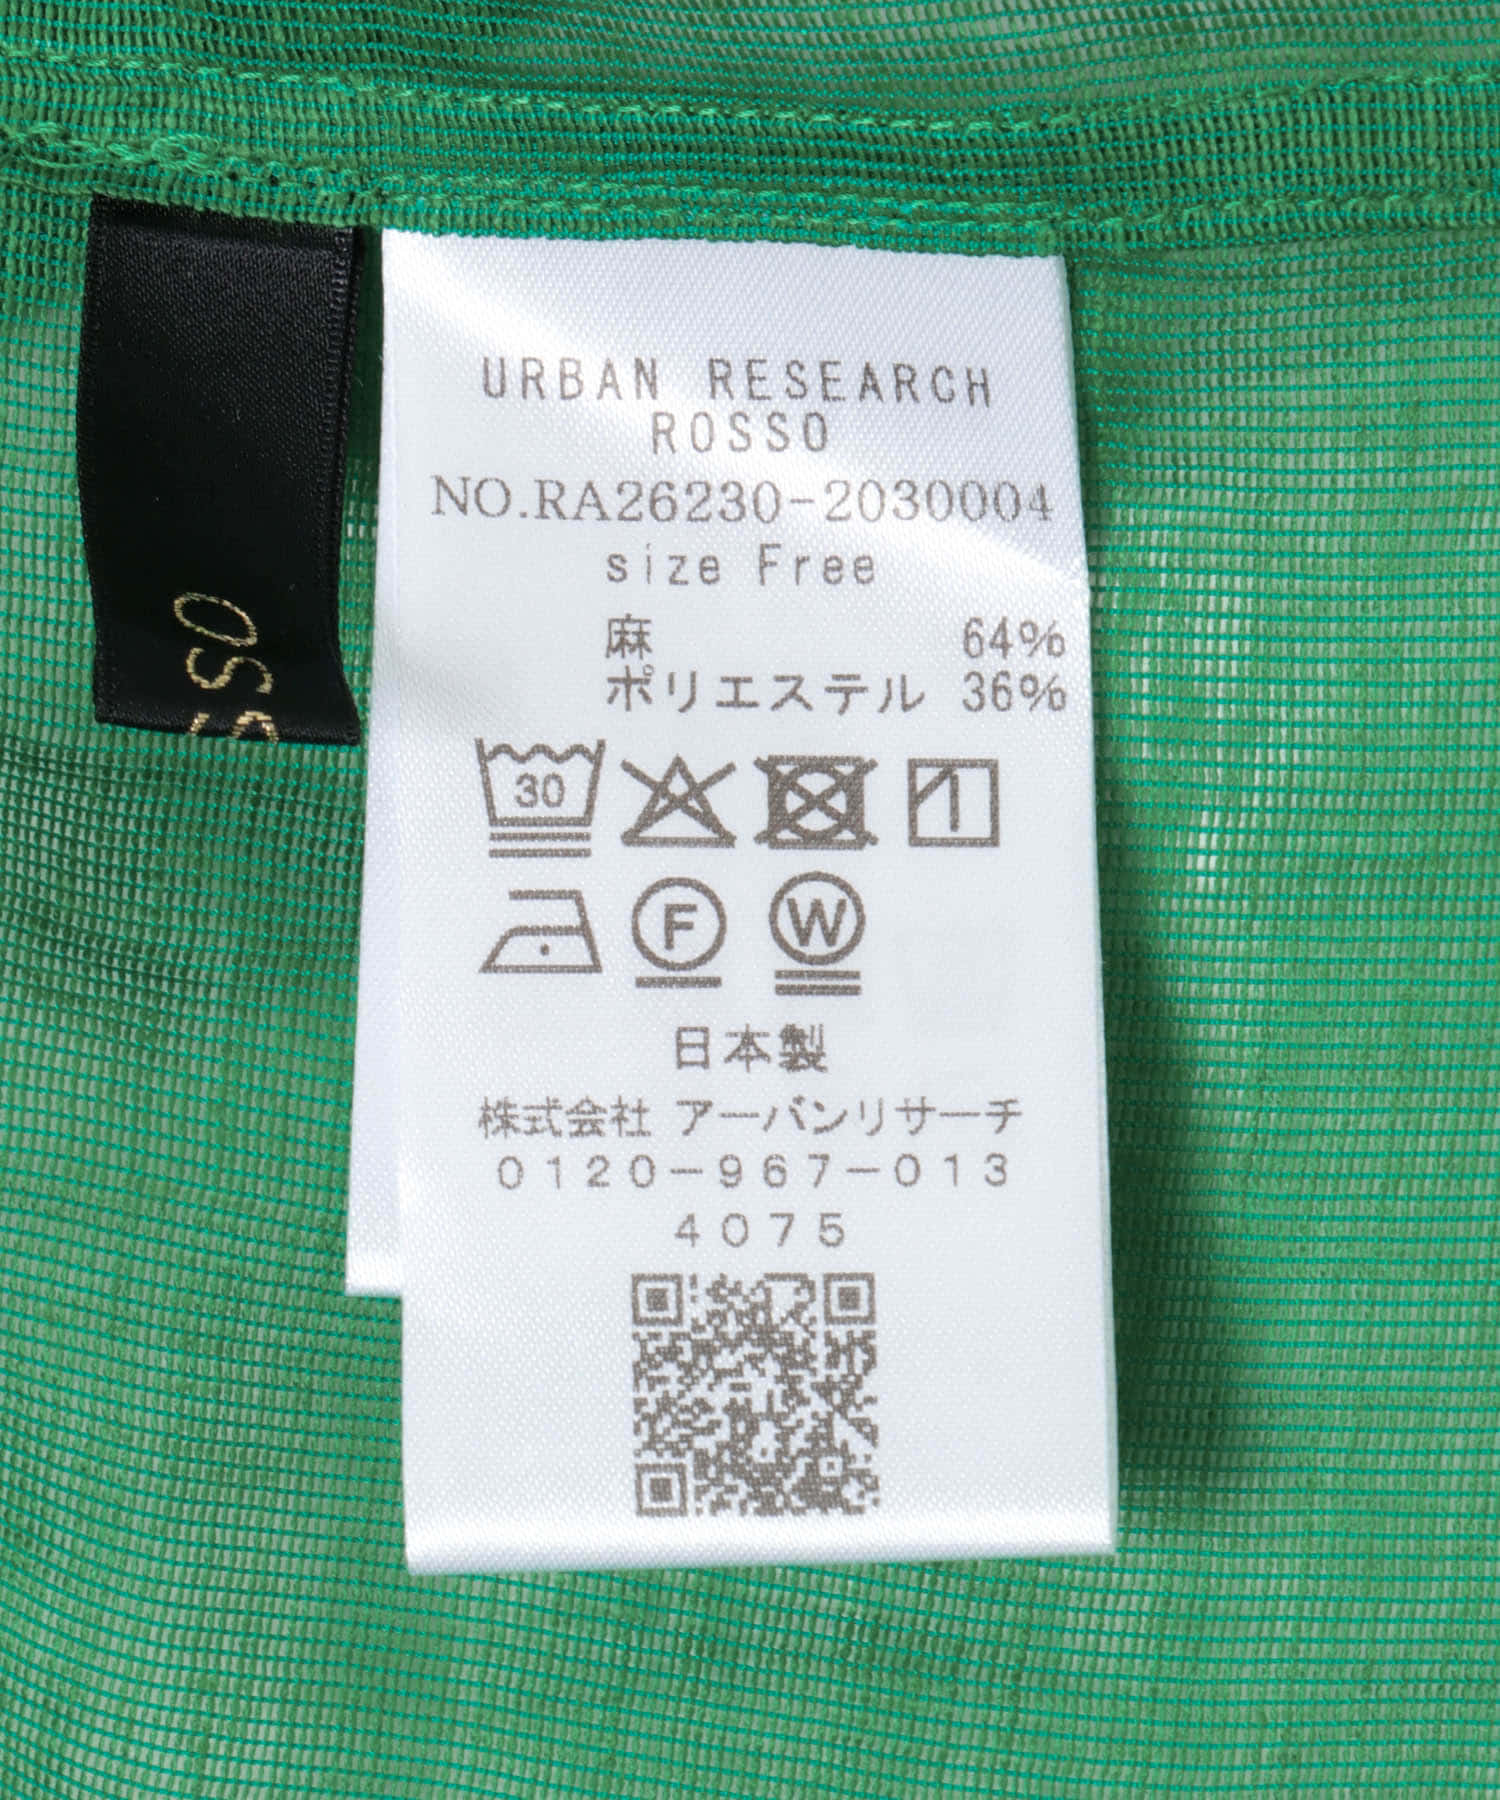 URBAN RESEARCH
ROSSO
NO.RA26230-2030004
size Free
麻 64%
ポリエステル 36%
30
F W
日本製
株式会社 アーバンリサーチ
0120-967-013
4075
SSO